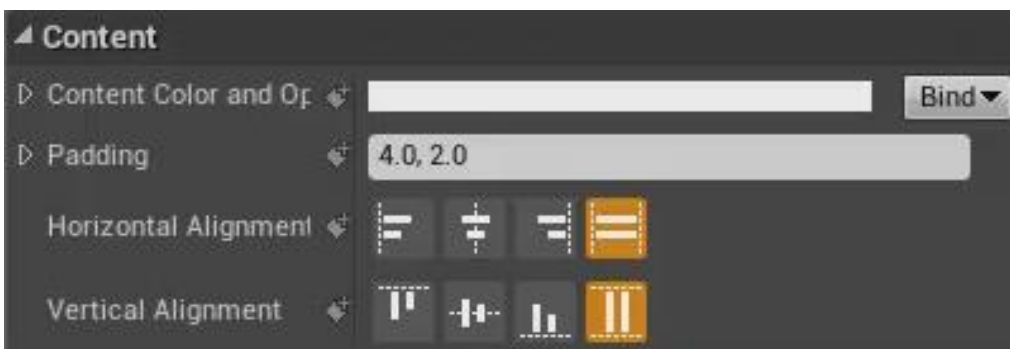 Content
Content Color and Op
Bind
Padding
4.0, 2.0
Horizontal Alignment
Vertical Alignment